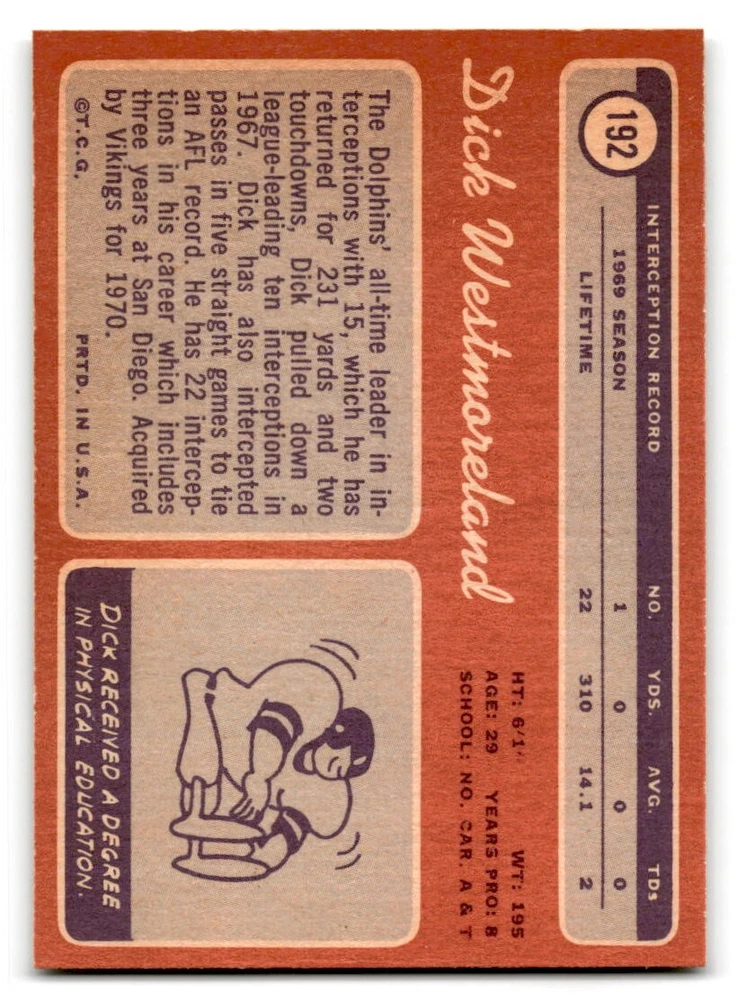 192
INTERCEPTION RECORD NO. YDS. AVG. TDs
1969 SEASON 1 0 0 0
LIFETIME 22 310 14.1 2
Dick Westmoreland
HT: 6'1" WT: 195
AGE: 29 YEARS PRO: 8
SCHOOL: NO. CAR. A & T
The Dolphins' all-time leader in in-
terceptions with 15, which he has
returned for 231 yards and two
touchdowns, Dick pulled down a
league-leading ten interceptions in
1967. Dick has also intercepted
passes in five straight games to tie
an AFL record. He has 22 intercep-
tions in his career which includes
three years at San Diego. Acquired
by Vikings for 1970.
©T.C.G. PRTD. IN U.S.A.
DICK RECEIVED A DEGREE
IN PHYSICAL EDUCATION.